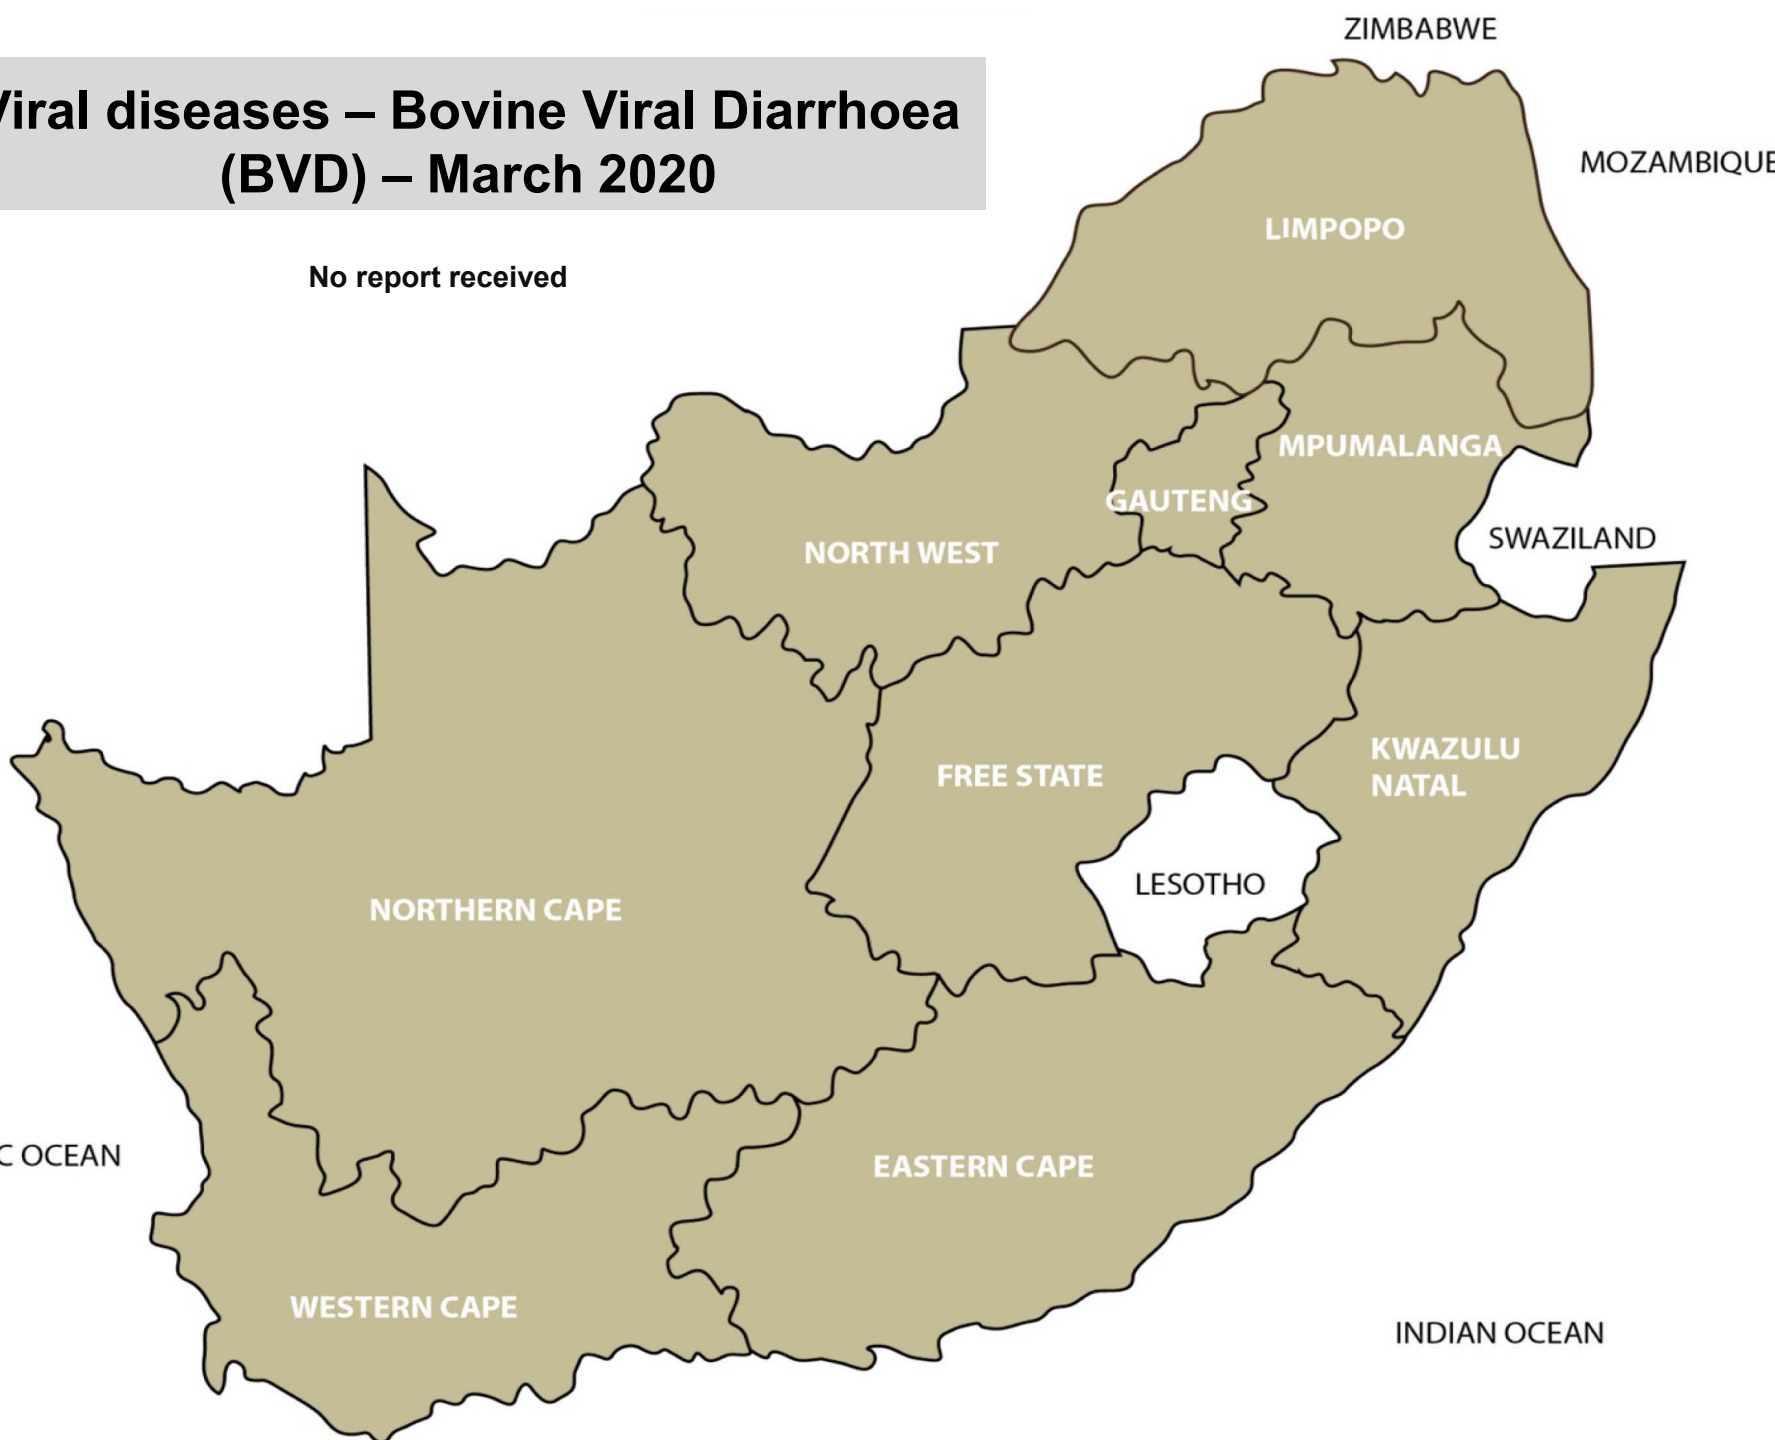 ZIMBABWE
Viral diseases – Bovine Viral Diarrhoea
(BVD) – March 2020
MOZAMBIQUE
LIMPOPO
No report received
MPUMALANGA
GAUTENG
SWAZILAND
NORTH WEST
KWAZULU
NATAL
FREE STATE
LESOTHO
NORTHERN CAPE
C OCEAN
EASTERN CAPE
WESTERN CAPE
INDIAN OCEAN